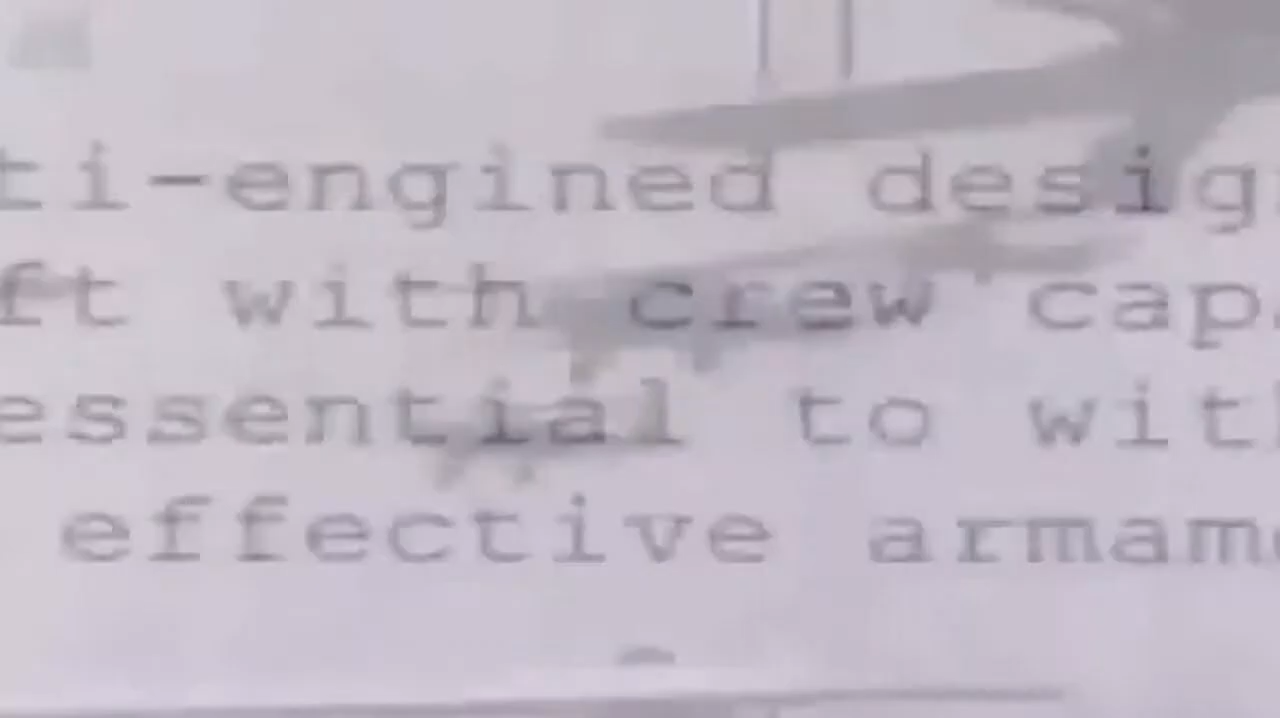 ti-engined desig
ft with crew cap
essential to wit
effective armam